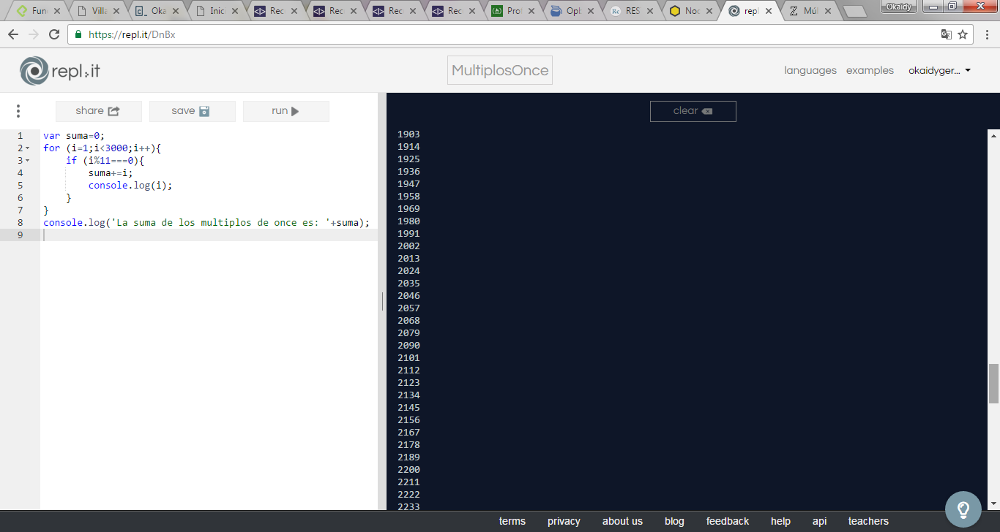 Fun
Villa
Oka
Inic
Rec
Rec
Rec
Rec
Prot
Opb
RES
Noc
repl
Múl
Okaidy
https://repl.it/DnBx
repl.it
MultiplosOnce
languages
examples
okaidyger...
share
save
run
clear
1 var suma=0;
2 for (i=1;i<3000;i++){
3 if (i%11===0){
4 suma+=i;
5 console.log(i);
6 }
7 }
8 console.log('La suma de los multiplos de once es: '+suma);
9
1903
1914
1925
1936
1947
1958
1969
1980
1991
2002
2013
2024
2035
2046
2057
2068
2079
2090
2101
2112
2123
2134
2145
2156
2167
2178
2189
2200
2211
2222
2233
terms
privacy
about us
blog
feedback
help
api
teachers